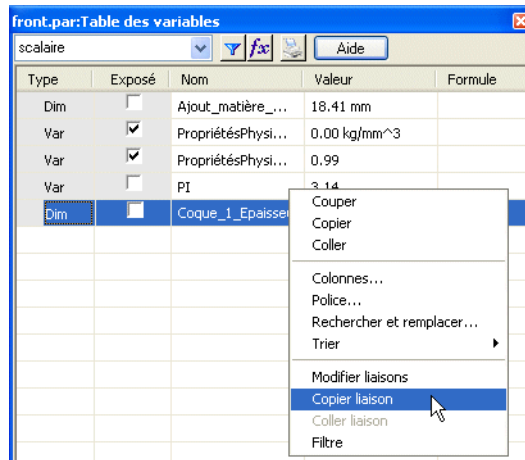 front.par:Table des variables
scalaire fx Aide
Type Exposé Nom Valeur Formule
Dim Ajout_matière_... 18.41 mm
Var PropriétésPhysi... 0.00 kg/mm^3
Var PropriétésPhysi... 0.99
Var PI 3.14
Dim Coque_1_Epaisseu
Couper
Copier
Coller
Colonnes...
Police...
Rechercher et remplacer...
Trier
Modifier liaisons
Copier liaison
Coller liaison
Filtre